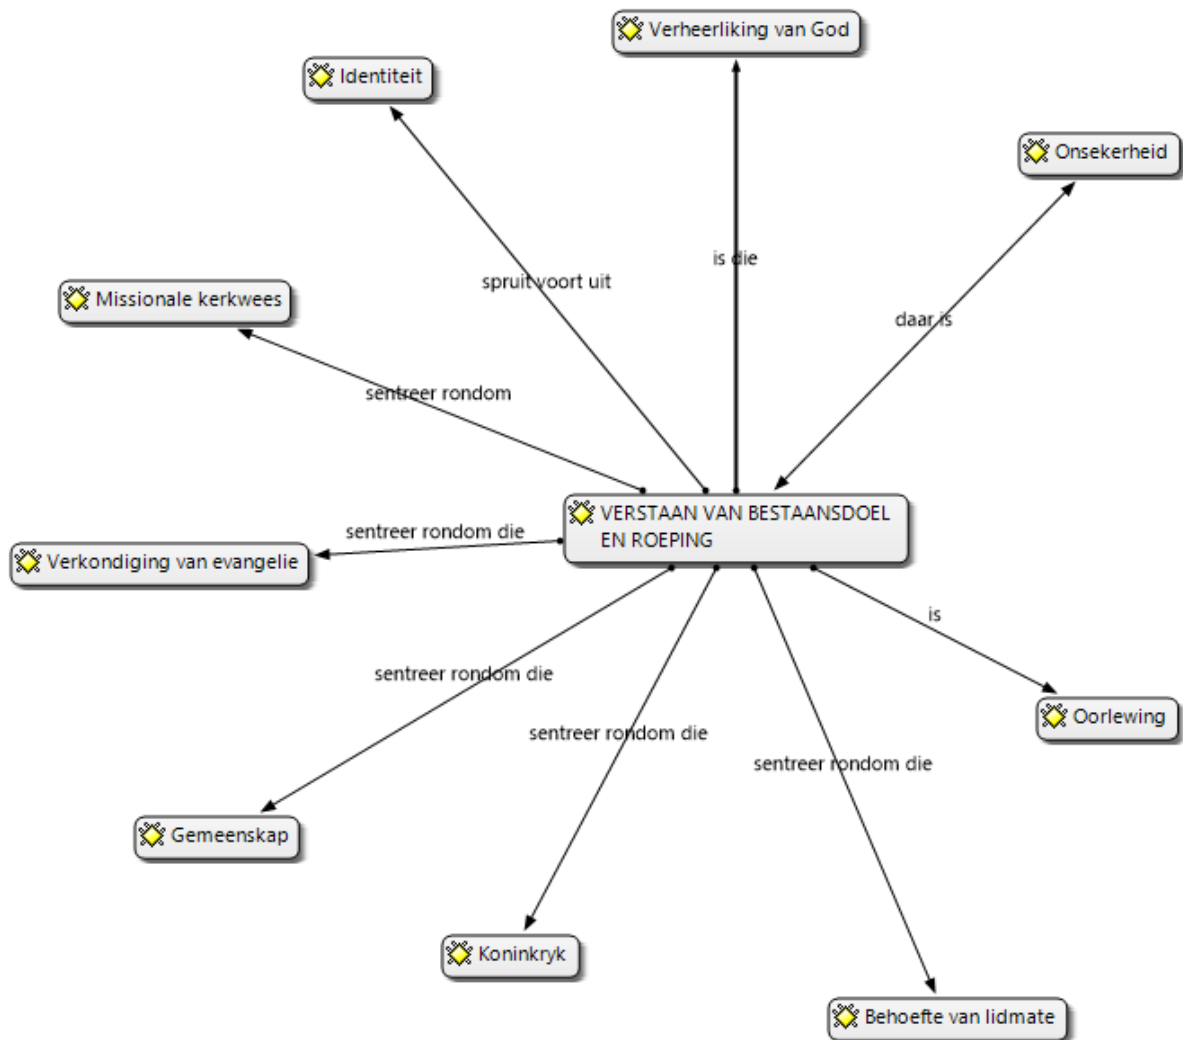 Verheerliking van God
Identiteit
Onsekerheid
is die
spruit voort uit
Missionale kerkwees
daar is
sentreer rondom
VERSTAAN VAN BESTAANSDOEL
EN ROEPING
sentreer rondom die
Verkondiging van evangelie
is
sentreer rondom die
Oorlewing
sentreer rondom die
sentreer rondom die
Gemeenskap
Koninkryk
Behoefte van lidmate